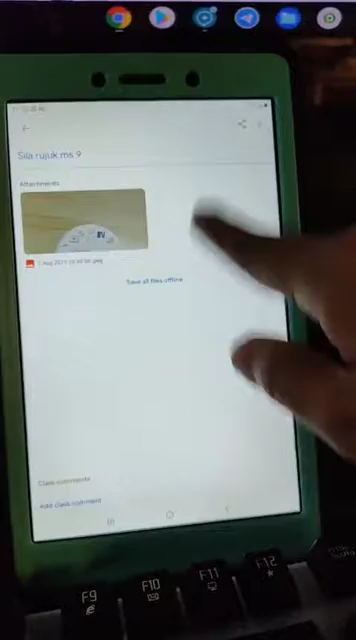 Sila rujuk ms 9
Attachments
Save all files offline
Class comments
Add class comment
F9
F10
F11
F12